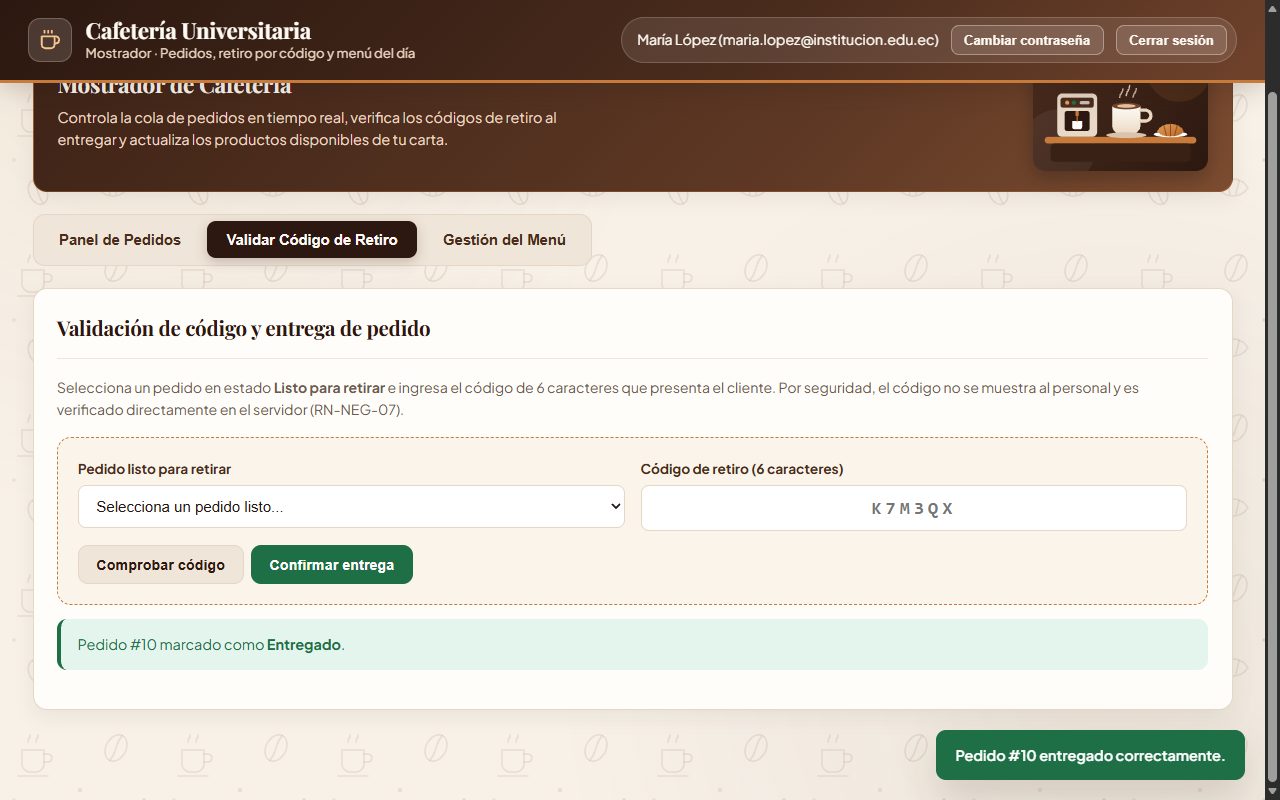 Cafetería Universitaria
Mostrador · Pedidos, retiro por código y menú del día
María López (maria.lopez@institucion.edu.ec)
Cambiar contraseña
Cerrar sesión
Mostrador de Cafetería
Controla la cola de pedidos en tiempo real, verifica los códigos de retiro al
entregar y actualiza los productos disponibles de tu carta.
Panel de Pedidos
Validar Código de Retiro
Gestión del Menú
Validación de código y entrega de pedido
Selecciona un pedido en estado Listo para retirar e ingresa el código de 6 caracteres que presenta el cliente. Por seguridad, el código no se muestra al personal y es
verificado directamente en el servidor (RN-NEG-07).
Pedido listo para retirar
Código de retiro (6 caracteres)
Selecciona un pedido listo...
K7M3QX
Comprobar código
Confirmar entrega
Pedido #10 marcado como Entregado.
Pedido #10 entregado correctamente.